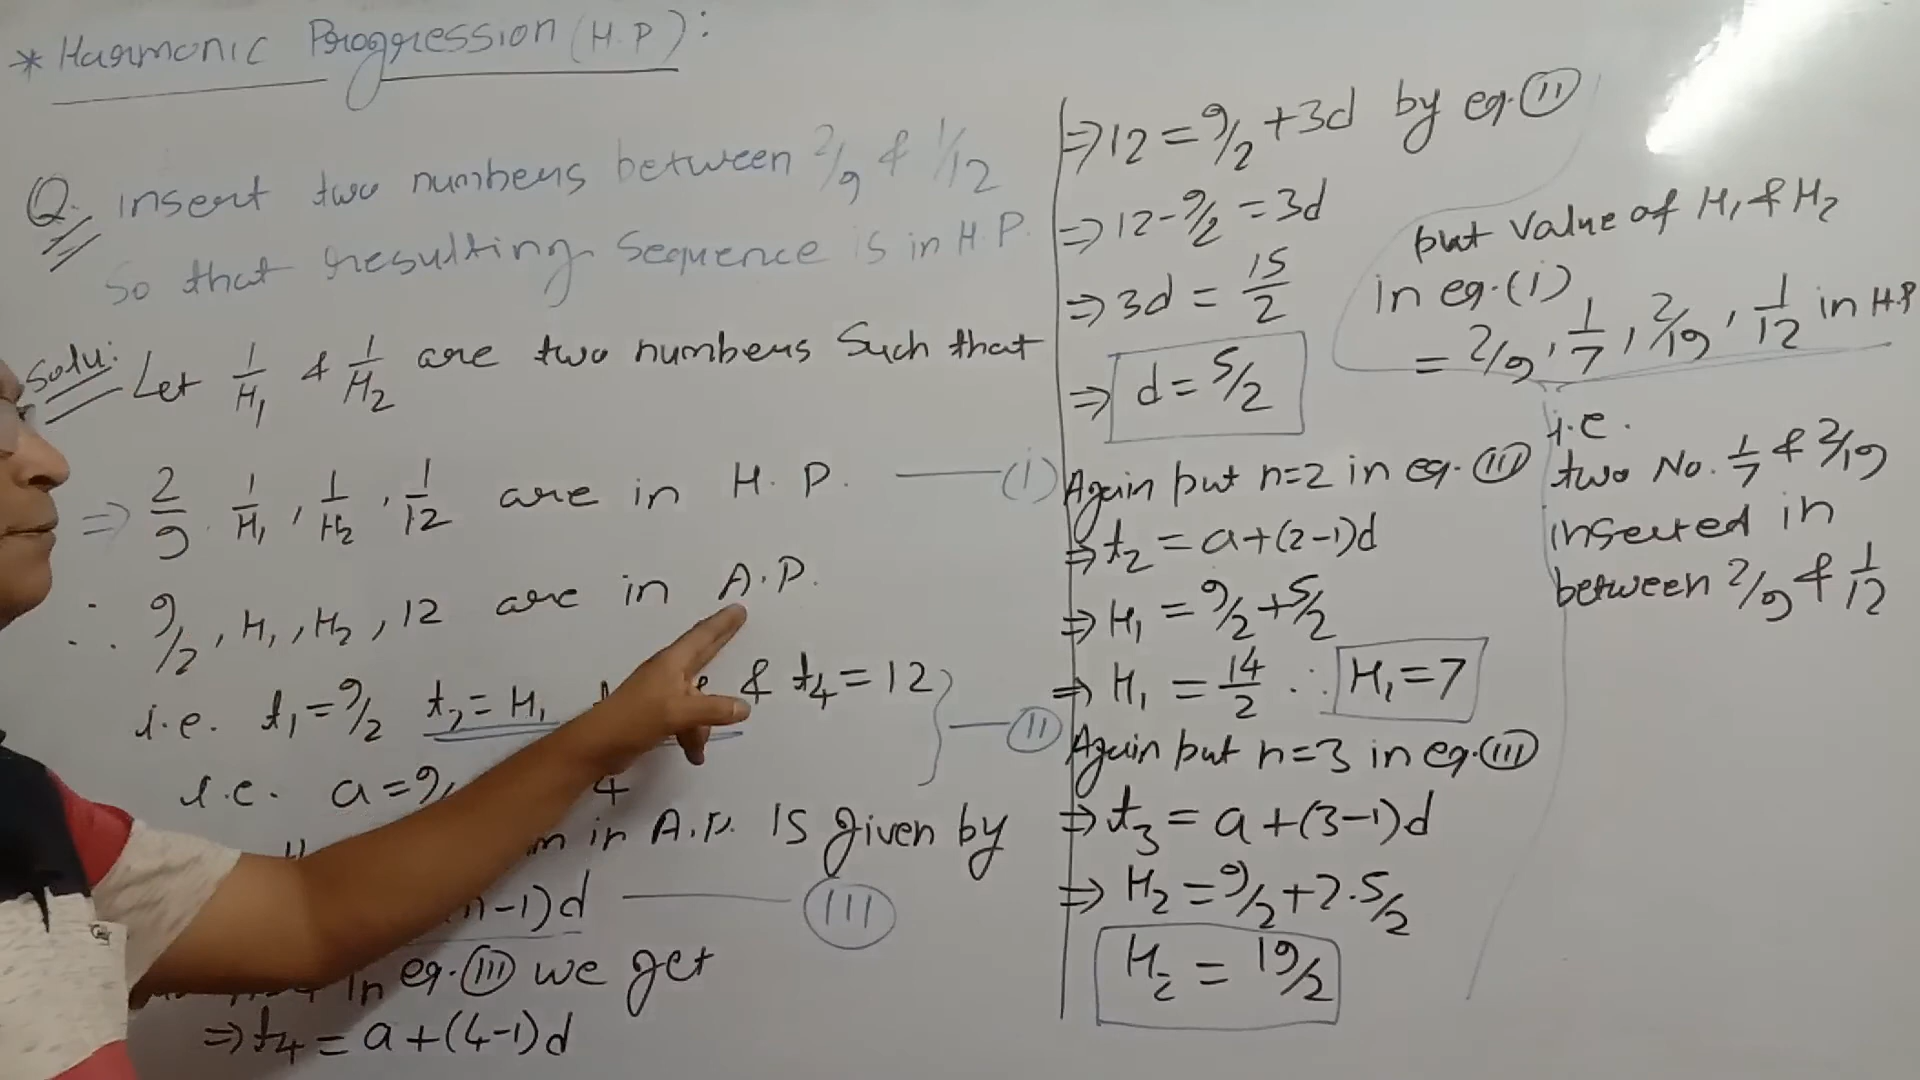 * Harmonic Progression (H.P):
Q. insert two numbers between 2/9 & 1/12
So that resulting Sequence is in H.P.
Solu: Let 1/H₁ & 1/H₂ are two numbers Such that
⇒ 2/9, 1/H₁, 1/H₂, 1/12 are in H.P. — (i)
∴ 9/2, H₁, H₂, 12 are in A.P.
i.e. t₁=9/2 t₂=H₁ & t₄=12 } — (ii)
i.e. a=9/ 4
in A.P. is given by
-1)d — (iii)
in eq.(iii) we get
⇒ t₄ = a+(4-1)d
⇒ 12 = 9/2+3d by eq.(ii)
⇒ 12-9/2 = 3d
⇒ 3d = 15/2
⇒ d = 5/2
Again put n=2 in eq.(iii)
⇒ t₂ = a+(2-1)d
⇒ H₁ = 9/2+5/2
⇒ H₁ = 14/2 ∴ H₁=7
Again put n=3 in eq.(iii)
⇒ t₃ = a+(3-1)d
⇒ H₂ = 9/2+2.5/2
H₂ = 19/2
put Value of H₁ & H₂
in eq.(i)
= 2/9, 1/7, 2/19, 1/12 in H.P
i.e.
two No. 1/7 & 2/19
inserted in
between 2/9 & 1/12